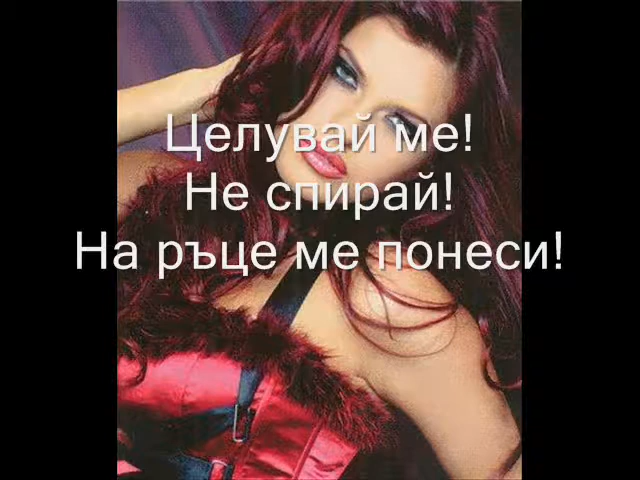 Целувай ме!
Не спирай!
На ръце ме понеси!